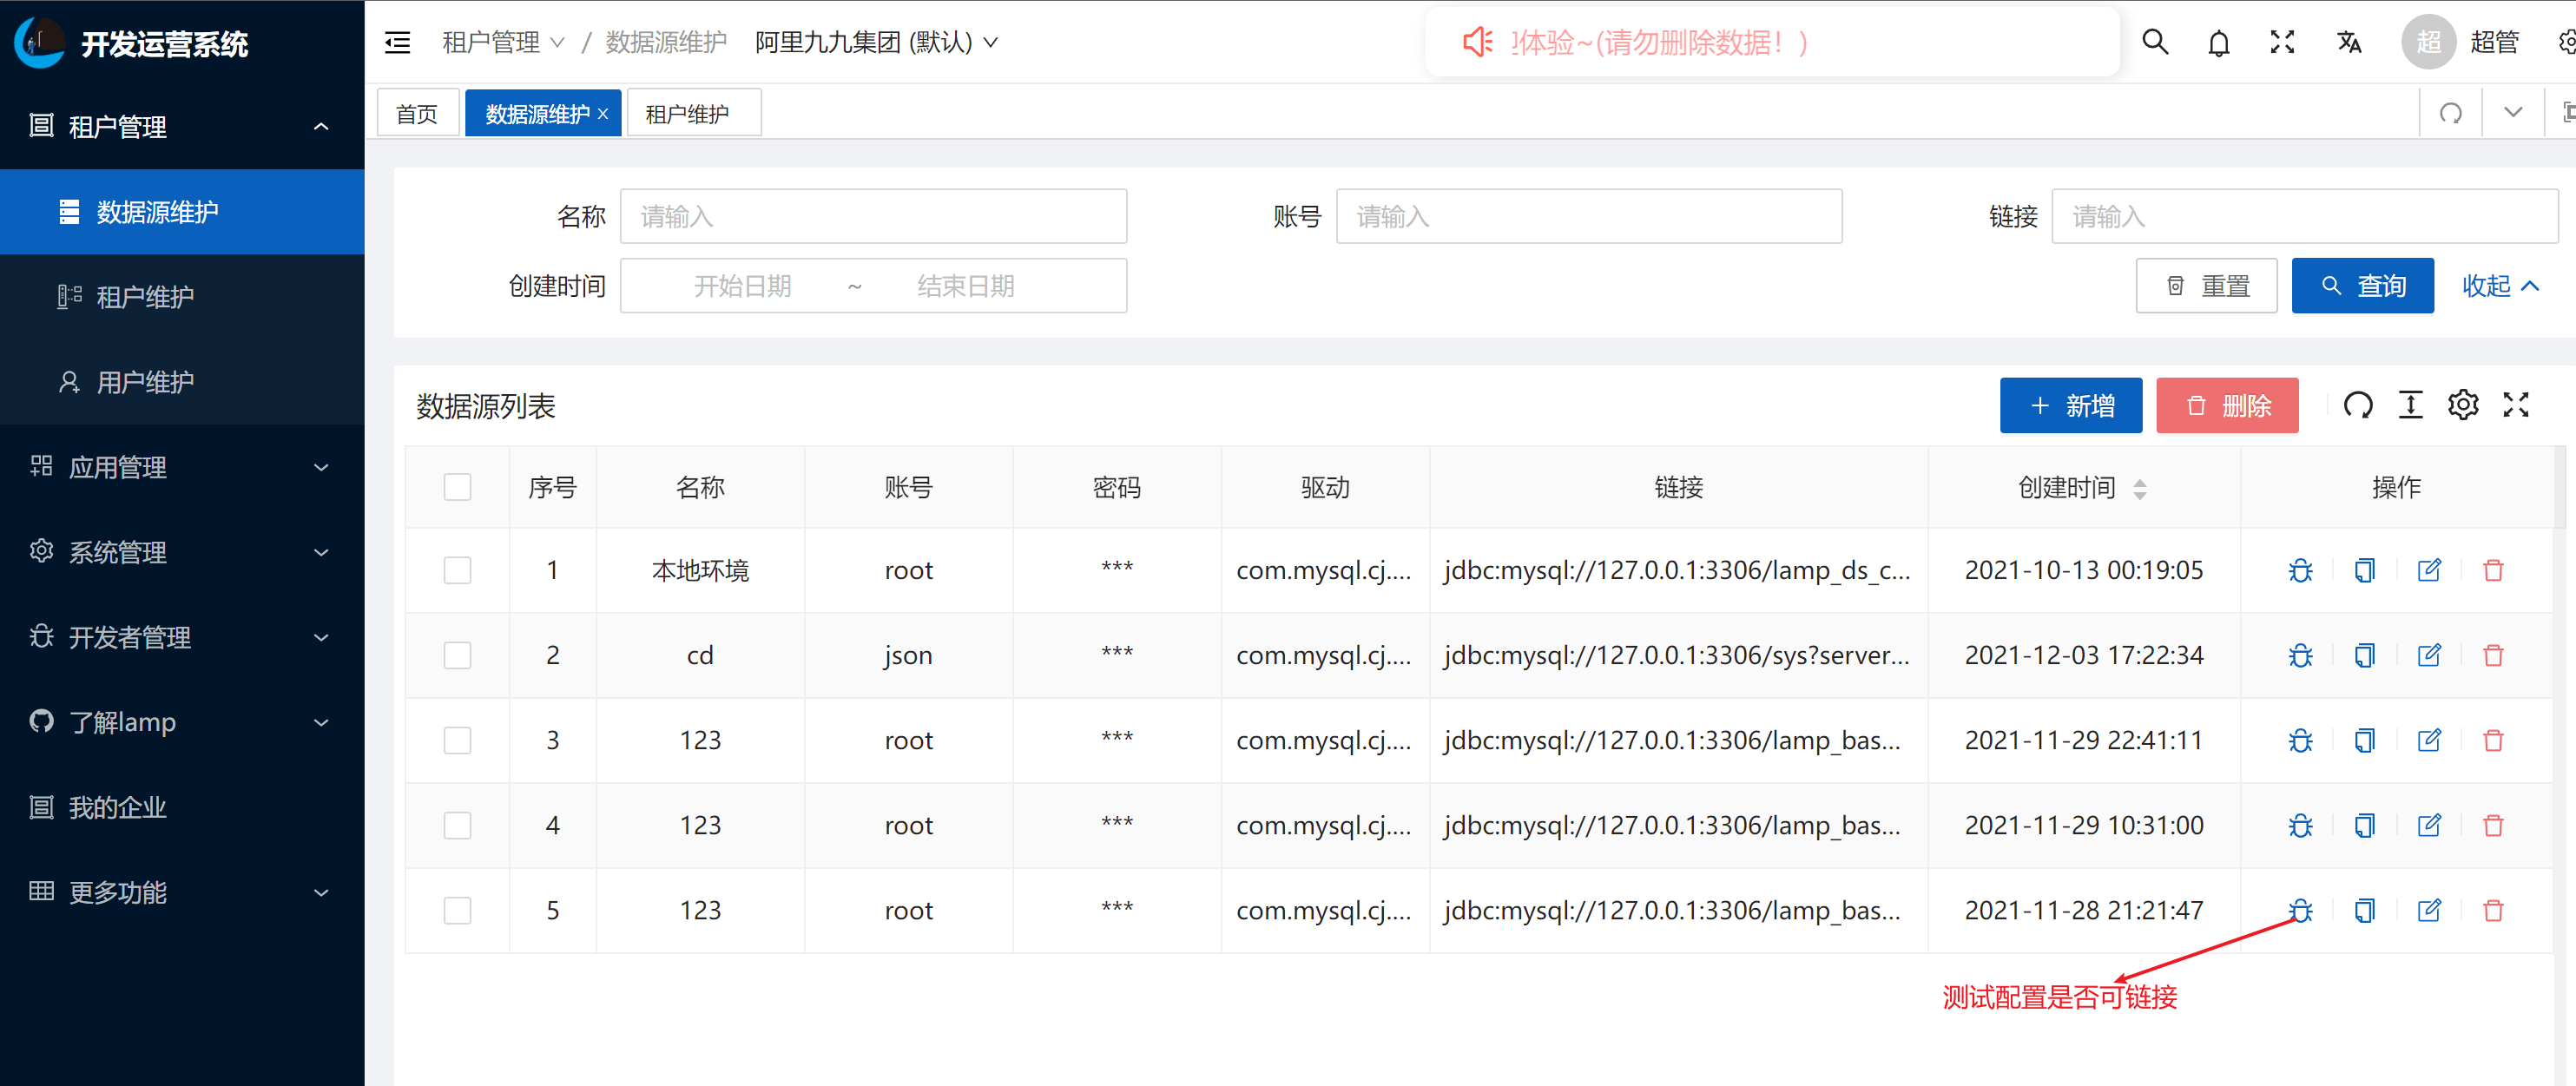 开发运营系统
租户管理 / 数据源维护 阿里九九集团 (默认)
体验~(请勿删除数据！)
超 超管
首页 数据源维护 × 租户维护
租户管理
数据源维护
租户维护
用户维护
应用管理
系统管理
开发者管理
了解lamp
我的企业
更多功能
名称 请输入 账号 请输入 链接 请输入
创建时间 开始日期 ~ 结束日期 重置 查询 收起
数据源列表 新增 删除
序号 名称 账号 密码 驱动 链接 创建时间 操作
1 本地环境 root *** com.mysql.cj.... jdbc:mysql://127.0.0.1:3306/lamp_ds_c... 2021-10-13 00:19:05
2 cd json *** com.mysql.cj.... jdbc:mysql://127.0.0.1:3306/sys?server... 2021-12-03 17:22:34
3 123 root *** com.mysql.cj.... jdbc:mysql://127.0.0.1:3306/lamp_bas... 2021-11-29 22:41:11
4 123 root *** com.mysql.cj.... jdbc:mysql://127.0.0.1:3306/lamp_bas... 2021-11-29 10:31:00
5 123 root *** com.mysql.cj.... jdbc:mysql://127.0.0.1:3306/lamp_bas... 2021-11-28 21:21:47
测试配置是否可链接